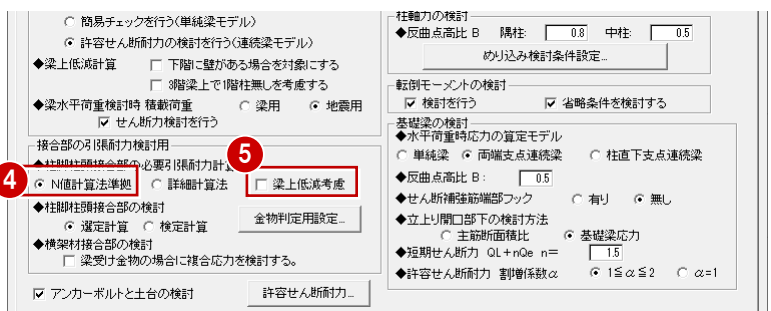 簡易チェックを行う(単純梁モデル)
許容せん断耐力の検討を行う(連続梁モデル)
◆梁上低減計算 下階に壁がある場合を対象にする
3階梁上で1階柱無しを考慮する
◆梁水平荷重検討時 積載荷重 梁用 地震用
せん断力検討を行う
接合部の引張耐力検討用
◆柱脚柱頭接合部の必要引張耐力計
4 N値計算法準拠 詳細計算法 5 梁上低減考慮
◆柱脚柱頭接合部の検討
選定計算 検定計算 金物判定用設定...
◆横架材接合部の検討
梁受け金物の場合に複合応力を検討する。
アンカーボルトと土台の検討 許容せん断耐力...
柱軸力の検討
◆反曲点高比 B 隅柱: 0.8 中柱: 0.5
めり込み検討条件設定...
転倒モーメントの検討
検討を行う 省略条件を検討する
基礎梁の検討
◆水平荷重時応力の算定モデル
単純梁 両端支点連続梁 柱直下支点連続梁
◆反曲点高比 B: 0.5
◆せん断補強筋端部フック 有り 無し
◆立上り開口部下の検討方法
主筋断面積比 基礎梁応力
◆短期せん断力 QL+nQe n= 1.5
◆許容せん断耐力 割増係数α 1≦α≦2 α=1